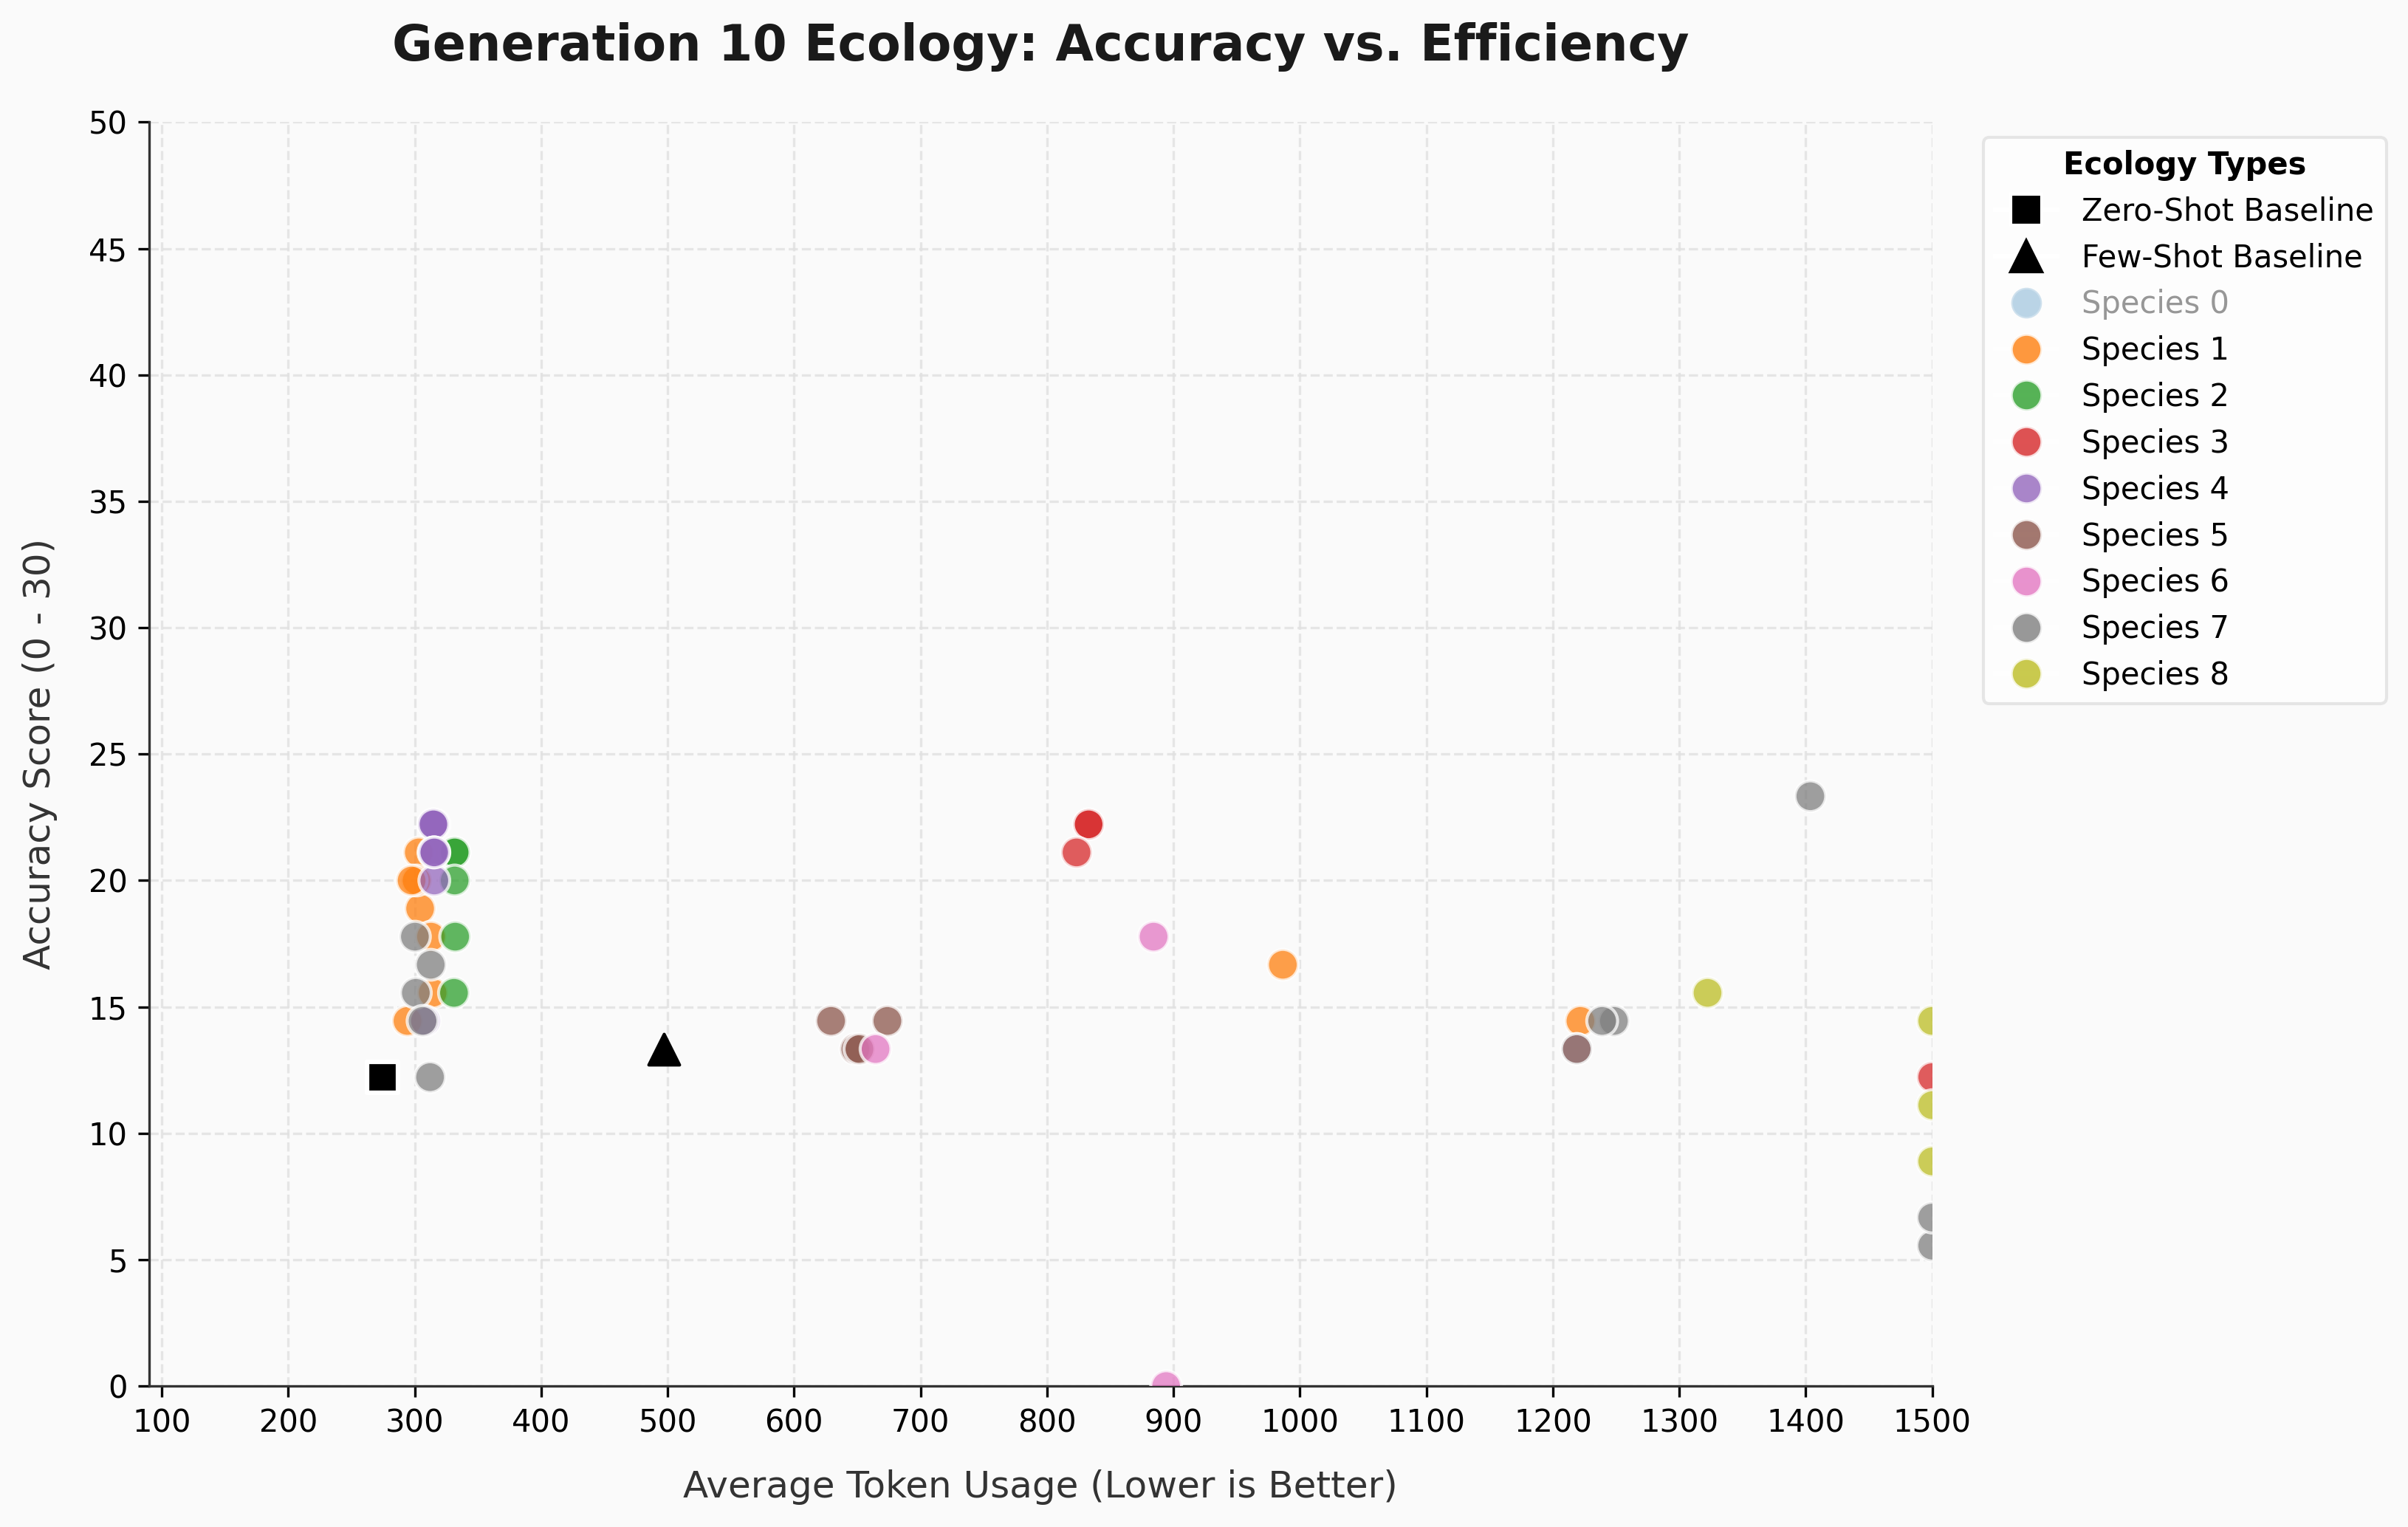 Generation 10 Ecology: Accuracy vs. Efficiency
50
45
40
35
30
25
20
15
10
5
0
Accuracy Score (0 - 30)
100 200 300 400 500 600 700 800 900 1000 1100 1200 1300 1400 1500
Average Token Usage (Lower is Better)
Ecology Types
Zero-Shot Baseline
Few-Shot Baseline
Species 0
Species 1
Species 2
Species 3
Species 4
Species 5
Species 6
Species 7
Species 8